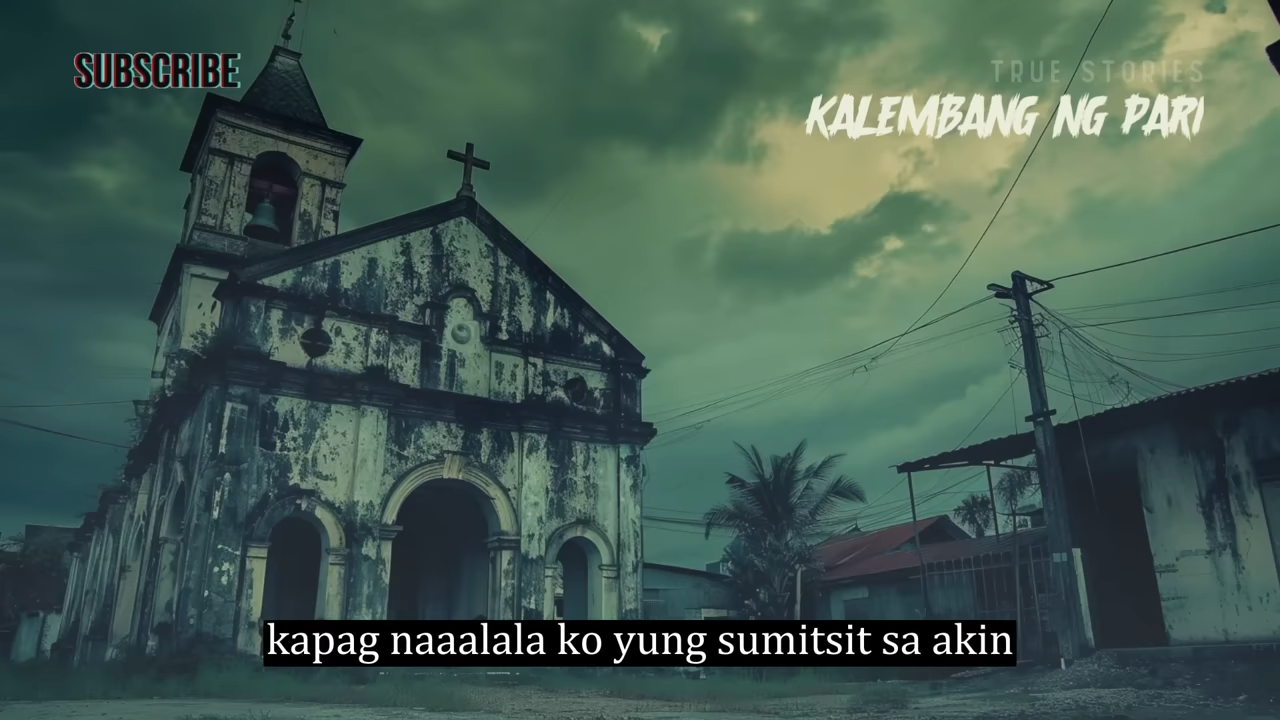 SUBSCRIBE
TRUE STORIES
KALEMBANG NG PARI
kapag naaalala ko yung sumitsit sa akin